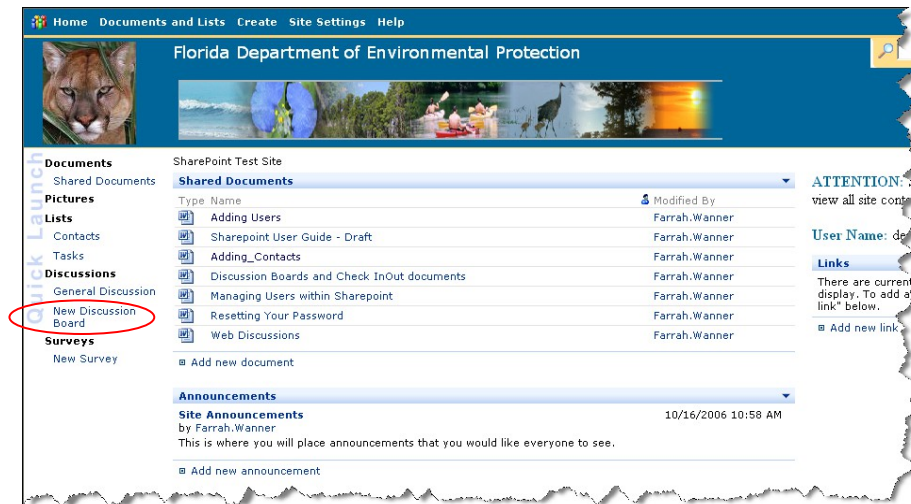 Home Documents and Lists Create Site Settings Help
Florida Department of Environmental Protection
Quick Launch
Documents
Shared Documents
Pictures
Lists
Contacts
Tasks
Discussions
General Discussion
New Discussion
Board
Surveys
New Survey
SharePoint Test Site
Shared Documents
Type Name Modified By
Adding Users Farrah.Wanner
Sharepoint User Guide - Draft Farrah.Wanner
Adding_Contacts Farrah.Wanner
Discussion Boards and Check InOut documents Farrah.Wanner
Managing Users within Sharepoint Farrah.Wanner
Resetting Your Password Farrah.Wanner
Web Discussions Farrah.Wanner
Add new document
Announcements
Site Announcements 10/16/2006 10:58 AM
by Farrah.Wanner
This is where you will place announcements that you would like everyone to see.
Add new announcement
ATTENTION:
view all site
User Name:
Links
There are
display. To add
link" below.
Add new link